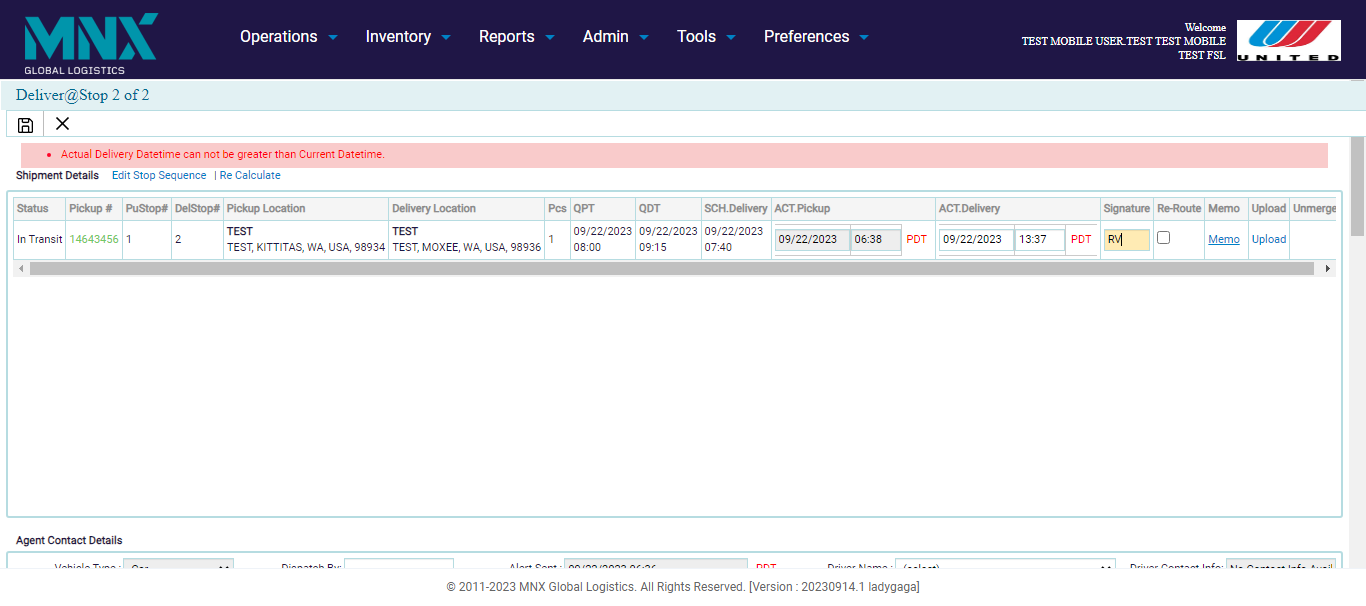 MNX
GLOBAL LOGISTICS
Operations Inventory Reports Admin Tools Preferences
Welcome
TEST MOBILE USER.TEST TEST MOBILE
TEST FSL
UNITED
Deliver@Stop 2 of 2
Actual Delivery Datetime can not be greater than Current Datetime.
Shipment Details Edit Stop Sequence | Re Calculate
Status Pickup # PuStop# DelStop# Pickup Location Delivery Location Pcs QPT QDT SCH.Delivery ACT.Pickup ACT.Delivery Signature Re-Route Memo Upload Unmerge
In Transit 14643456 1 2 TEST TEST 1 09/22/2023 09/22/2023 09/22/2023 09/22/2023 06:38 PDT 09/22/2023 13:37 PDT RV Memo Upload
TEST, KITTITAS, WA, USA, 98934 TEST, MOXEE, WA, USA, 98936 08:00 09:15 07:40
Agent Contact Details
Vehicle Type : Car Dispatch By: Alert Sent : 09/22/2023 06:36 PDT Driver Name : (select) Driver Contact Info: No Contact Info Avail
© 2011-2023 MNX Global Logistics. All Rights Reserved. [Version : 20230914.1 ladygaga]